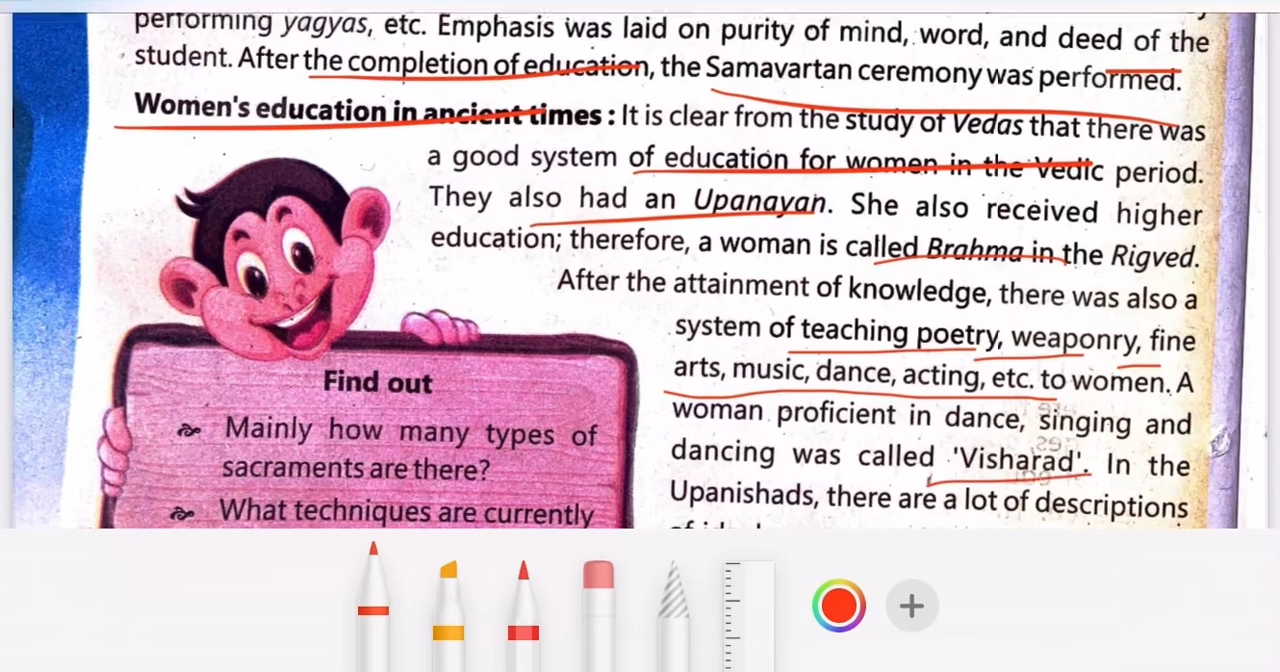 performing yagyas, etc. Emphasis was laid on purity of mind, word, and deed of the
student. After the completion of education, the Samavartan ceremony was performed.
Women's education in ancient times : It is clear from the study of Vedas that there was
a good system of education for women in the Vedic period.
They also had an Upanayan. She also received higher
education; therefore, a woman is called Brahma in the Rigved.
After the attainment of knowledge, there was also a
system of teaching poetry, weaponry, fine
arts, music, dance, acting, etc. to women. A
woman proficient in dance, singing and
dancing was called 'Visharad'. In the
Upanishads, there are a lot of descriptions
Find out
Mainly how many types of
sacraments are there?
What techniques are currently